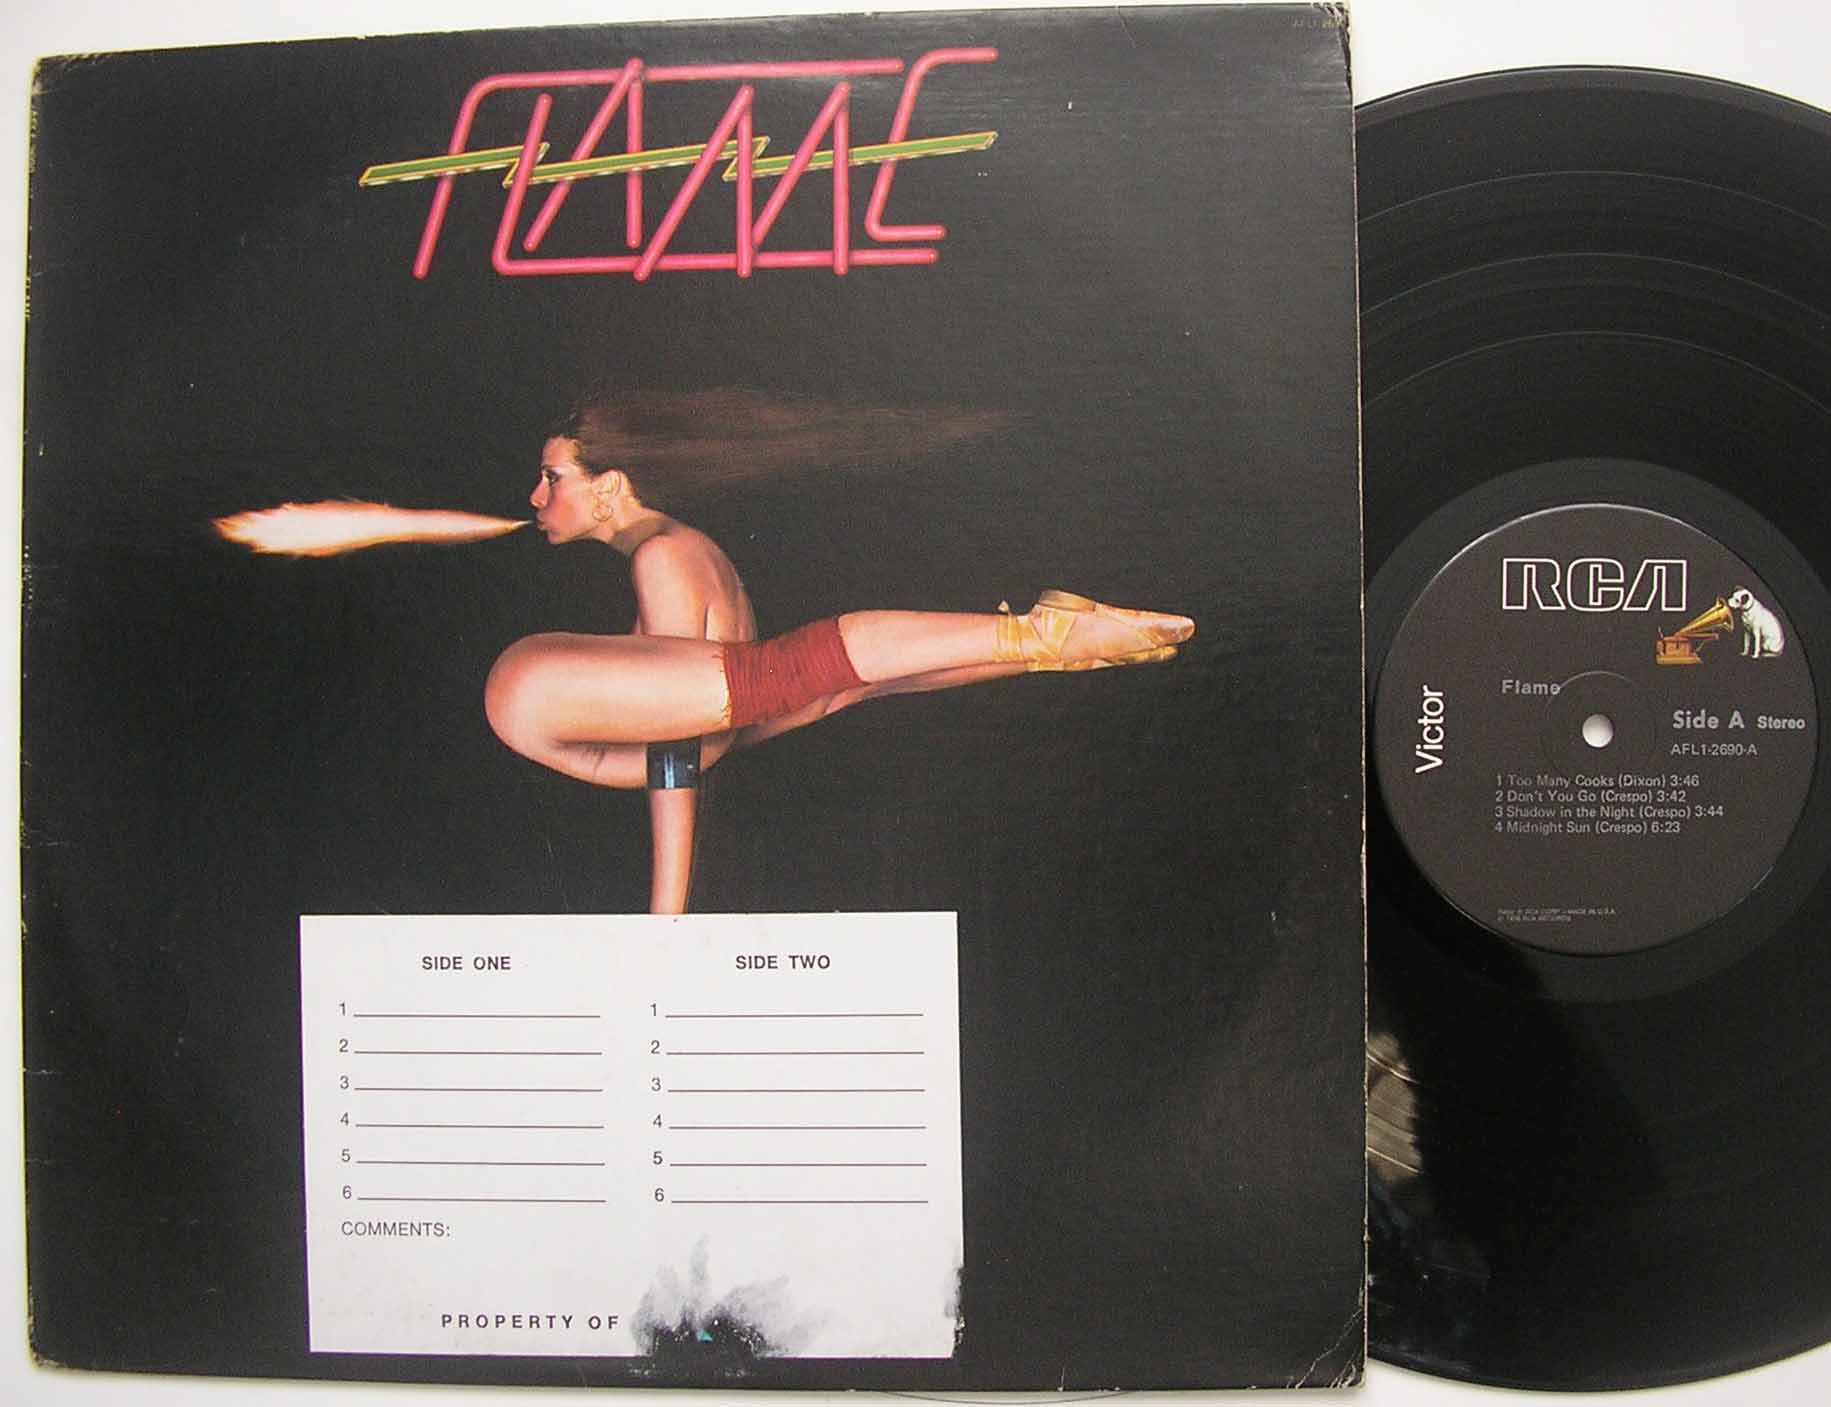 FLAME
SIDE ONE
1
2
3
4
5
6
SIDE TWO
1
2
3
4
5
6
COMMENTS:
PROPERTY OF
RCA
Victor
Flame
Side A Stereo
AFL1-2690-A
1 Too Many Cooks (Dixon) 3:46
2 Don't You Go (Crespo) 3:42
3 Shadow in the Night (Crespo) 3:44
4 Midnight Sun (Crespo) 6:23